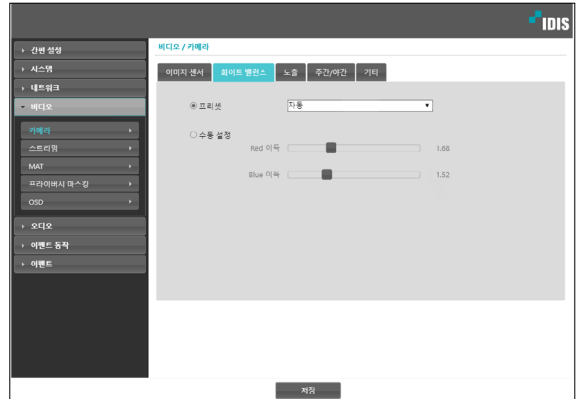 IDIS
간편 설정
시스템
네트워크
비디오
카메라
스트리밍
MAT
프라이버시 마스킹
OSD
오디오
이벤트 동작
이벤트
비디오 / 카메라
이미지 센서 화이트 밸런스 노출 주간/야간 기타
프리셋 자동
수동 설정
Red 이득 1.68
Blue 이득 1.52
저장